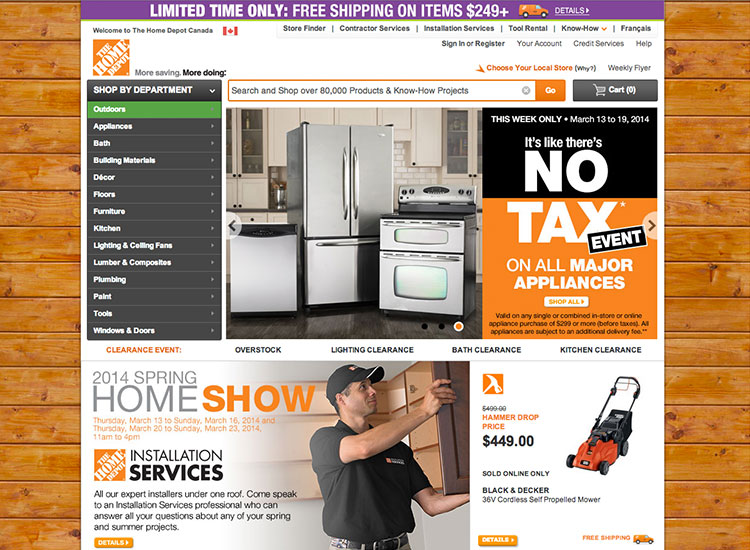 LIMITED TIME ONLY: FREE SHIPPING ON ITEMS $249+ DETAILS
Welcome to The Home Depot Canada
Store Finder | Contractor Services | Installation Services | Tool Rental | Know-How | Français
Sign In or Register Your Account Credit Services Help
THE HOME DEPOT
More saving. More doing:
Choose Your Local Store (Why?) Weekly Flyer
SHOP BY DEPARTMENT
Search and Shop over 80,000 Products & Know-How Projects
Go
Cart (0)
Outdoors
Appliances
Bath
Building Materials
Décor
Floors
Furniture
Kitchen
Lighting & Ceiling Fans
Lumber & Composites
Plumbing
Paint
Tools
Windows & Doors
THIS WEEK ONLY • March 13 to 19, 2014
It's like there's
NO
TAX*
EVENT
ON ALL MAJOR
APPLIANCES
SHOP ALL
Valid on any single or combined in-store or online
appliance purchase of $299 or more (before taxes). All
appliances are subject to an additional delivery fee.**
CLEARANCE EVENT: OVERSTOCK LIGHTING CLEARANCE BATH CLEARANCE KITCHEN CLEARANCE
2014 SPRING
HOME SHOW
Thursday, March 13 to Sunday, March 16, 2014 and
Thursday, March 20 to Sunday, March 23, 2014,
11am to 4pm
THE HOME DEPOT
INSTALLATION
SERVICES
All our expert installers under one roof. Come speak
to an Installation Services professional who can
answer all your questions about any of your spring
and summer projects.
DETAILS
$499.00
HAMMER DROP
PRICE
$449.00
SOLD ONLINE ONLY
BLACK & DECKER
36V Cordless Self Propelled Mower
DETAILS
FREE SHIPPING